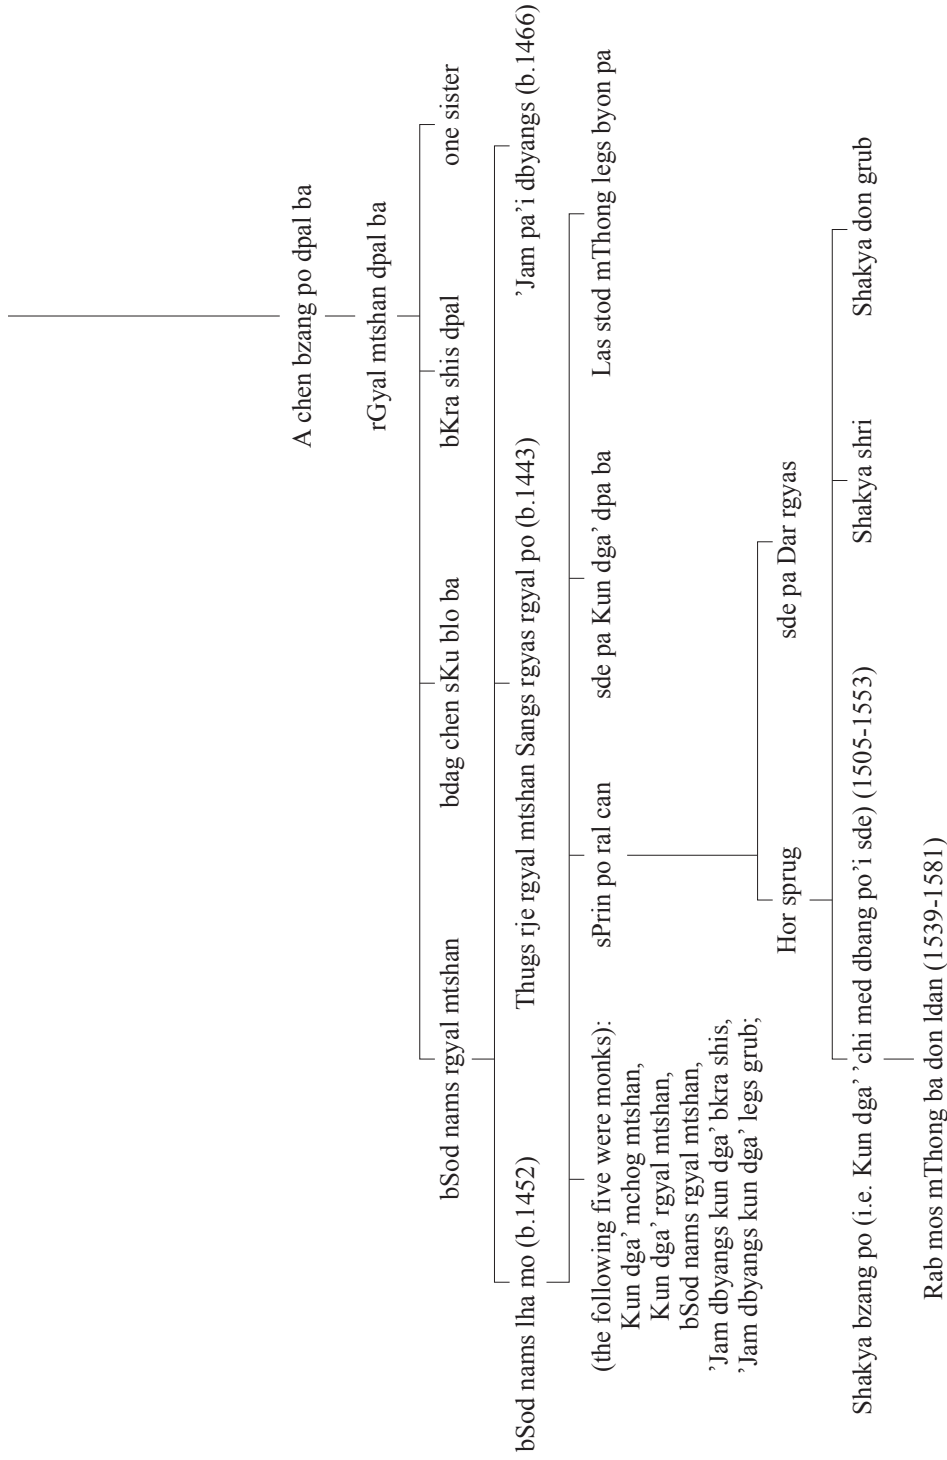 A chen bzang po dpal ba
rGyal mtshan dpal ba
bSod nams rgyal mtshan
bdag chen sKu blo ba
bKra shis dpal
one sister
bSod nams lha mo (b.1452)
Thugs rje rgyal mtshan Sangs rgyas rgyal po (b.1443)
’Jam pa’i dbyangs (b.1466)
(the following five were monks):
Kun dga’ mchog mtshan,
Kun dga’ rgyal mtshan,
bSod nams rgyal mtshan,
’Jam dbyangs kun dga’ bkra shis,
’Jam dbyangs kun dga’ legs grub;
sPrin po ral can
sde pa Kun dga’ dpa ba
Las stod mThong legs byon pa
Hor sprug
sde pa Dar rgyas
Shakya bzang po (i.e. Kun dga’ ’chi med dbang po’i sde) (1505-1553)
Shakya shri
Shakya don grub
Rab mos mThong ba don ldan (1539-1581)